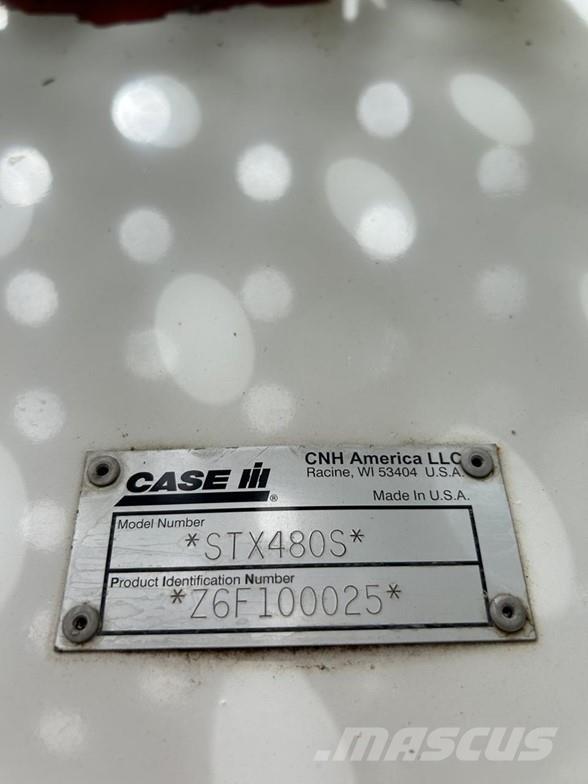 CASE IH ®
CNH America LLC
Racine, WI 53404 U.S.A.
Made in U.S.A.
Model Number
*STX480S*
Product Identification Number
*Z6F100025*
MASCUS